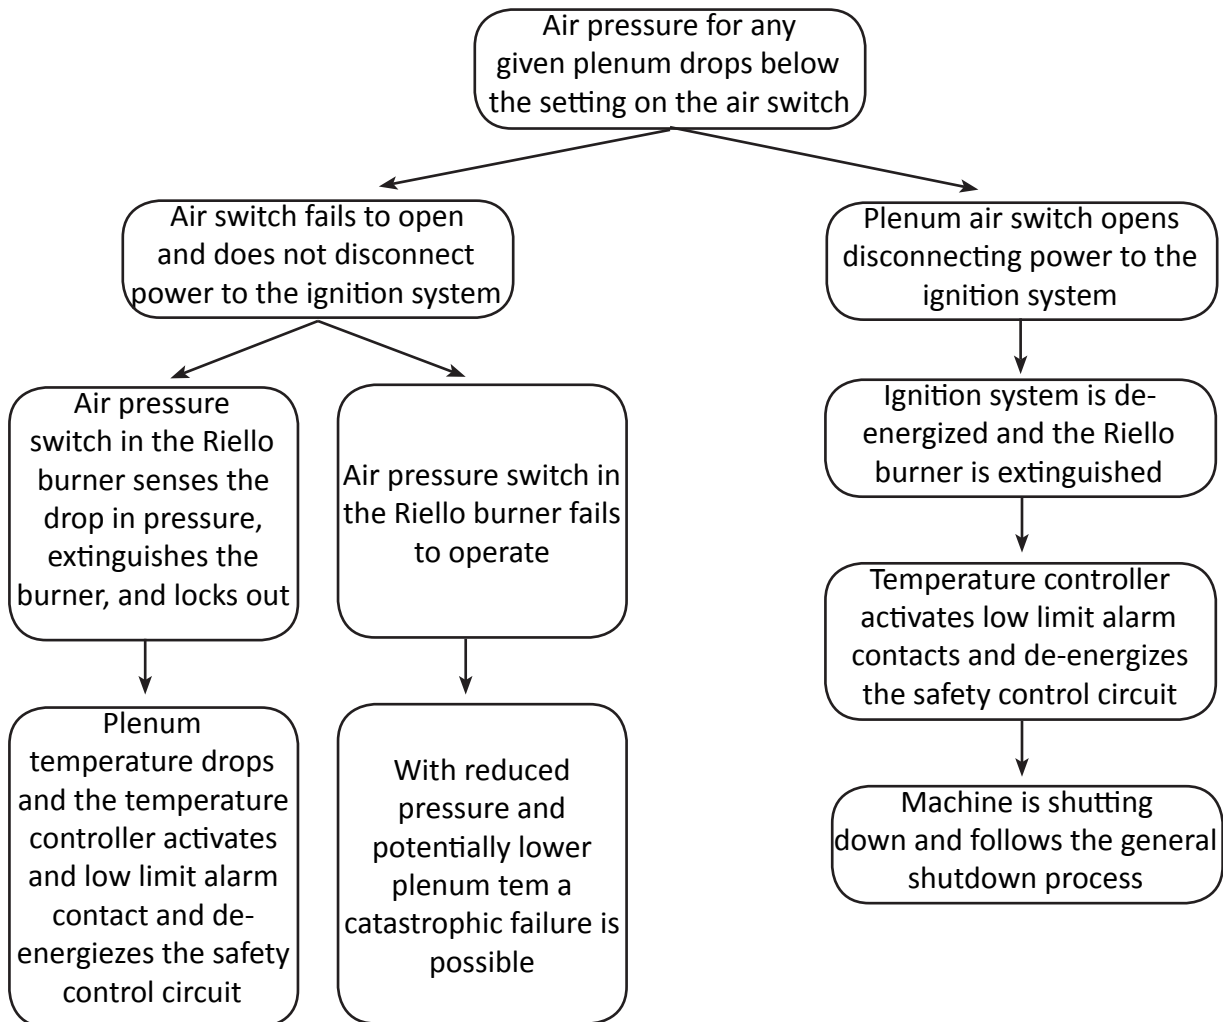 Air pressure for any
given plenum drops below
the setting on the air switch
Air switch fails to open
and does not disconnect
power to the ignition system
Plenum air switch opens
disconnecting power to the
ignition system
Air pressure
switch in the Riello
burner senses the
drop in pressure,
extinguishes the
burner, and locks out
Air pressure switch in
the Riello burner fails
to operate
Ignition system is de-
energized and the Riello
burner is extinguished
Temperature controller
activates low limit alarm
contacts and de-energizes
the safety control circuit
Plenum
temperature drops
and the temperature
controller activates
and low limit alarm
contact and de-
energiezes the safety
control circuit
With reduced
pressure and
potentially lower
plenum tem a
catastrophic failure is
possible
Machine is shutting
down and follows the general
shutdown process